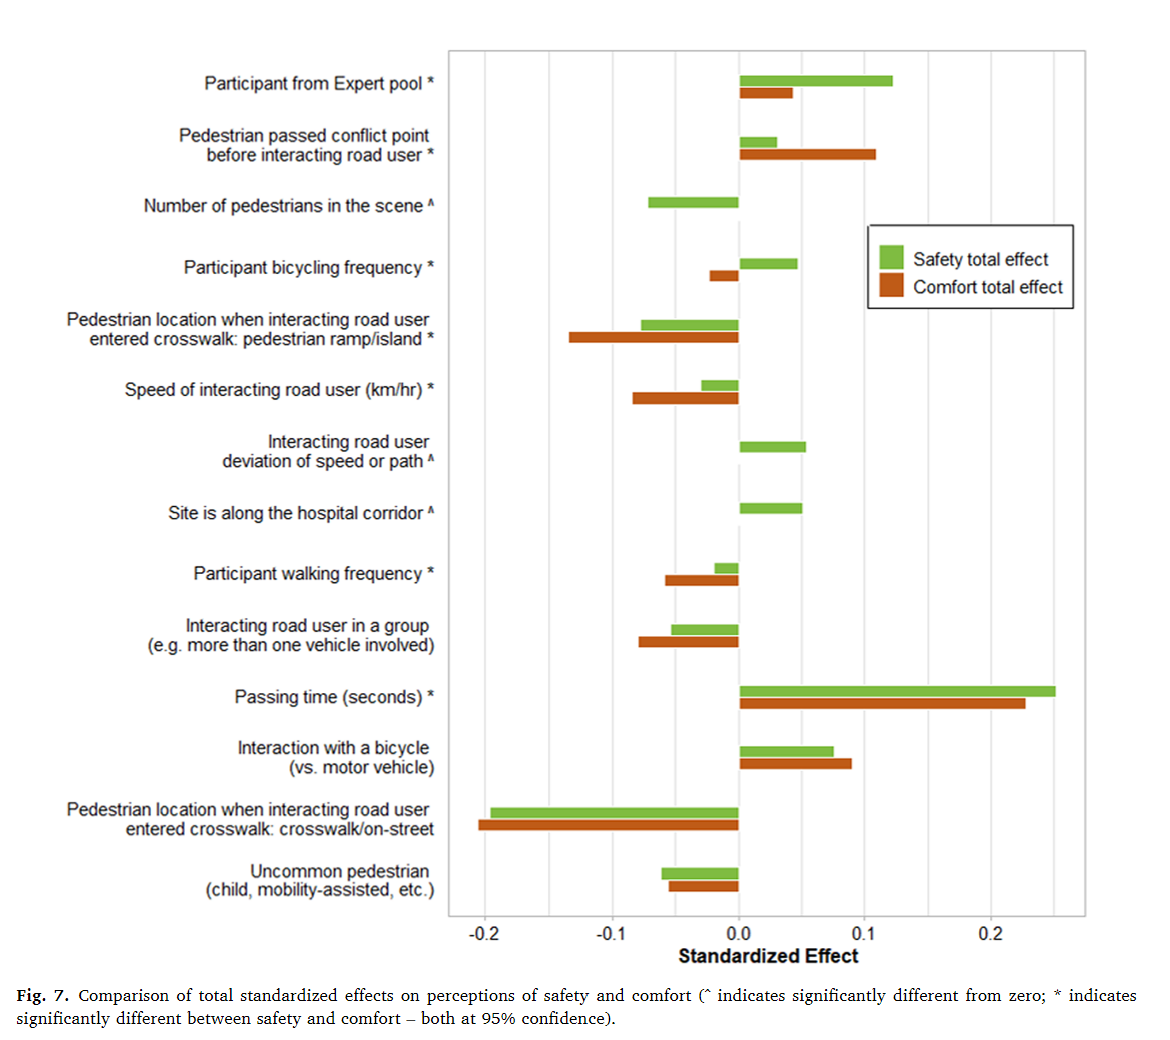 Participant from Expert pool *
Pedestrian passed conflict point
before interacting road user *
Number of pedestrians in the scene ^
Participant bicycling frequency *
Pedestrian location when interacting road user
entered crosswalk: pedestrian ramp/island *
Speed of interacting road user (km/hr) *
Interacting road user
deviation of speed or path ^
Site is along the hospital corridor ^
Participant walking frequency *
Interacting road user in a group
(e.g. more than one vehicle involved)
Passing time (seconds) *
Interaction with a bicycle
(vs. motor vehicle)
Pedestrian location when interacting road user
entered crosswalk: crosswalk/on-street
Uncommon pedestrian
(child, mobility-assisted, etc.)
Safety total effect
Comfort total effect
-0.2 -0.1 0.0 0.1 0.2
Standardized Effect
Fig. 7. Comparison of total standardized effects on perceptions of safety and comfort (^ indicates significantly different from zero; * indicates
significantly different between safety and comfort – both at 95% confidence).